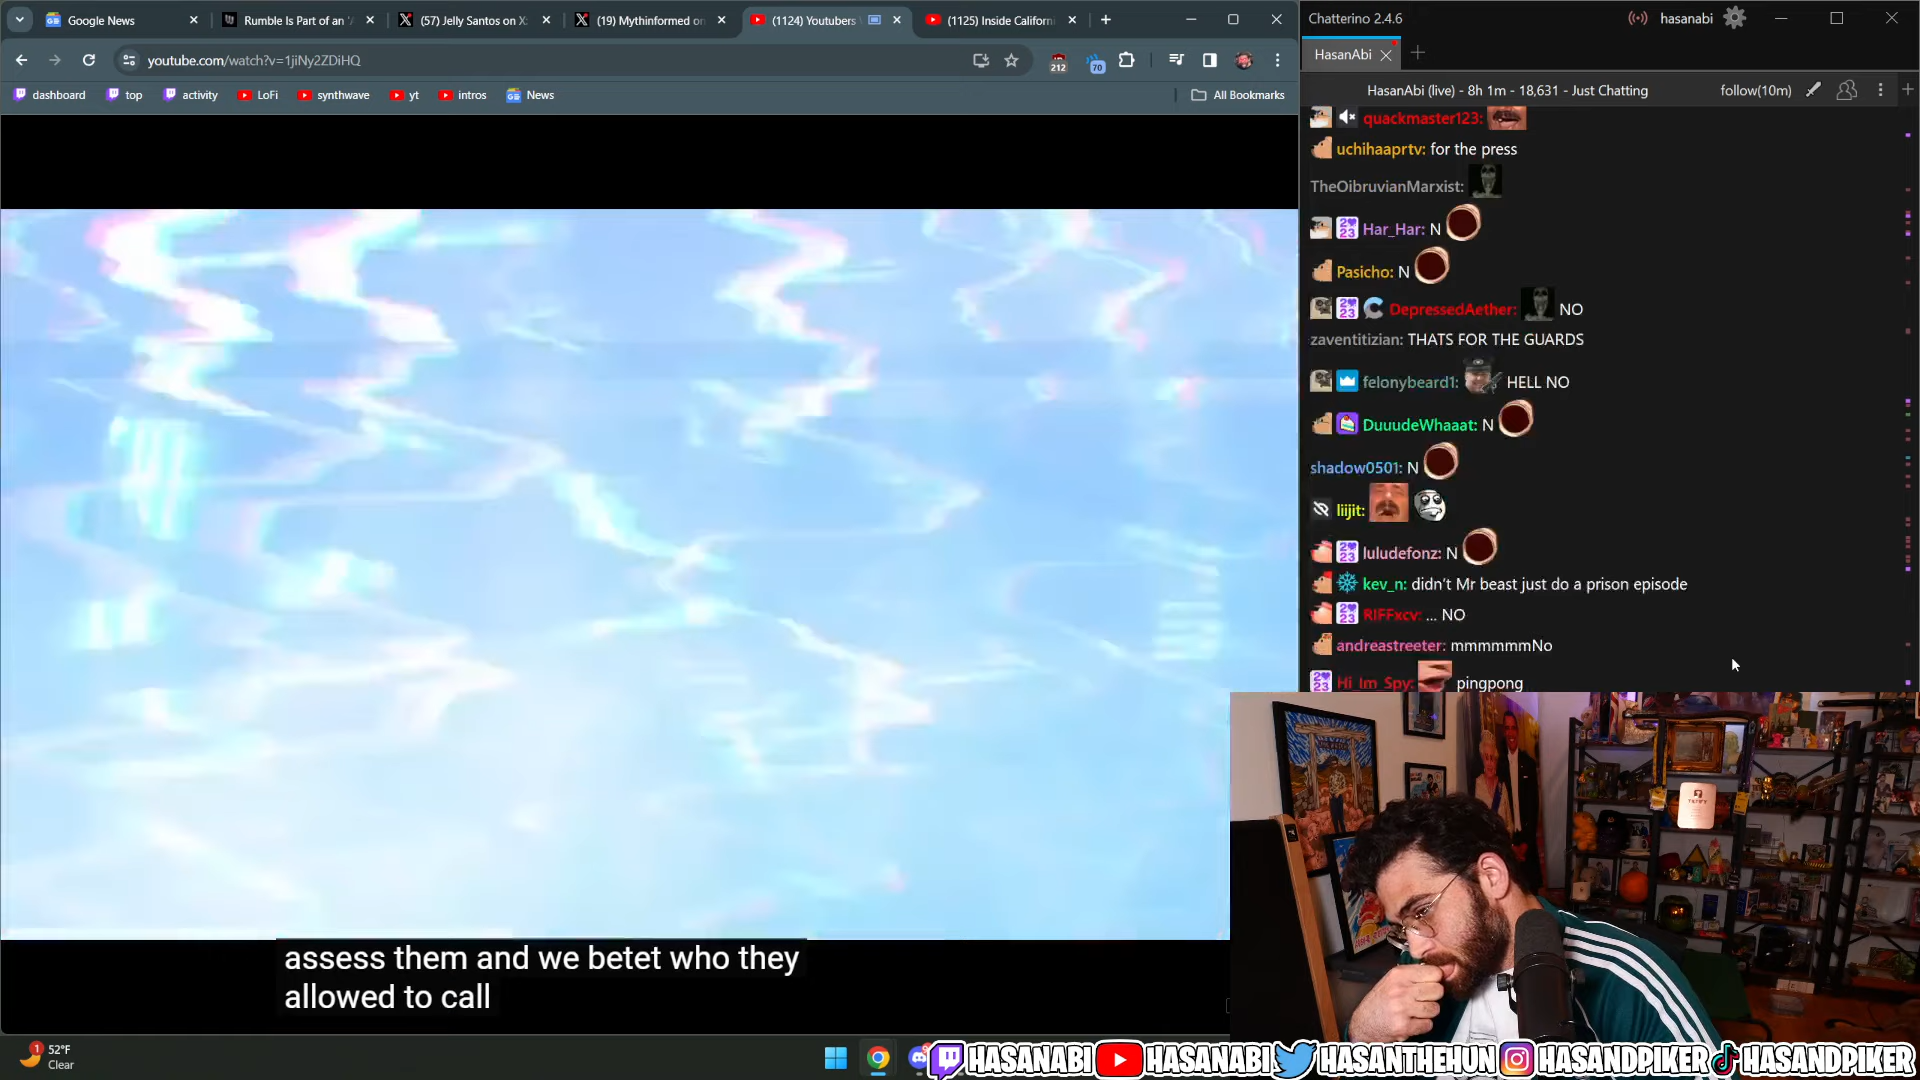 Google News
Rumble Is Part of an '
(57) Jelly Santos on X:
(19) Mythinformed on
(1124) Youtubers
(1125) Inside Californi
youtube.com/watch?v=1jiNy2ZDiHQ
212
70
dashboard
top
activity
LoFi
synthwave
yt
intros
News
All Bookmarks
assess them and we betet who they
allowed to call
Chatterino 2.4.6
hasanabi
HasanAbi
HasanAbi (live) - 8h 1m - 18,631 - Just Chatting
follow(10m)
quackmaster123:
uchihaaprtv: for the press
TheOibruvianMarxist:
Har_Har: N
Pasicho: N
DepressedAether: NO
zaventitizian: THATS FOR THE GUARDS
felonybeard1: HELL NO
DuuudeWhaaat: N
shadow0501: N
liijit:
luludefonz: N
kev_n: didn't Mr beast just do a prison episode
RIFFxcv: ... NO
andreastreeter: mmmmmmNo
Hi_Im_Spy: pingpong
1
52°F
Clear
HASANABI
HASANABI
HASANTHEHUN
HASANDPIKER
HASANDPIKER